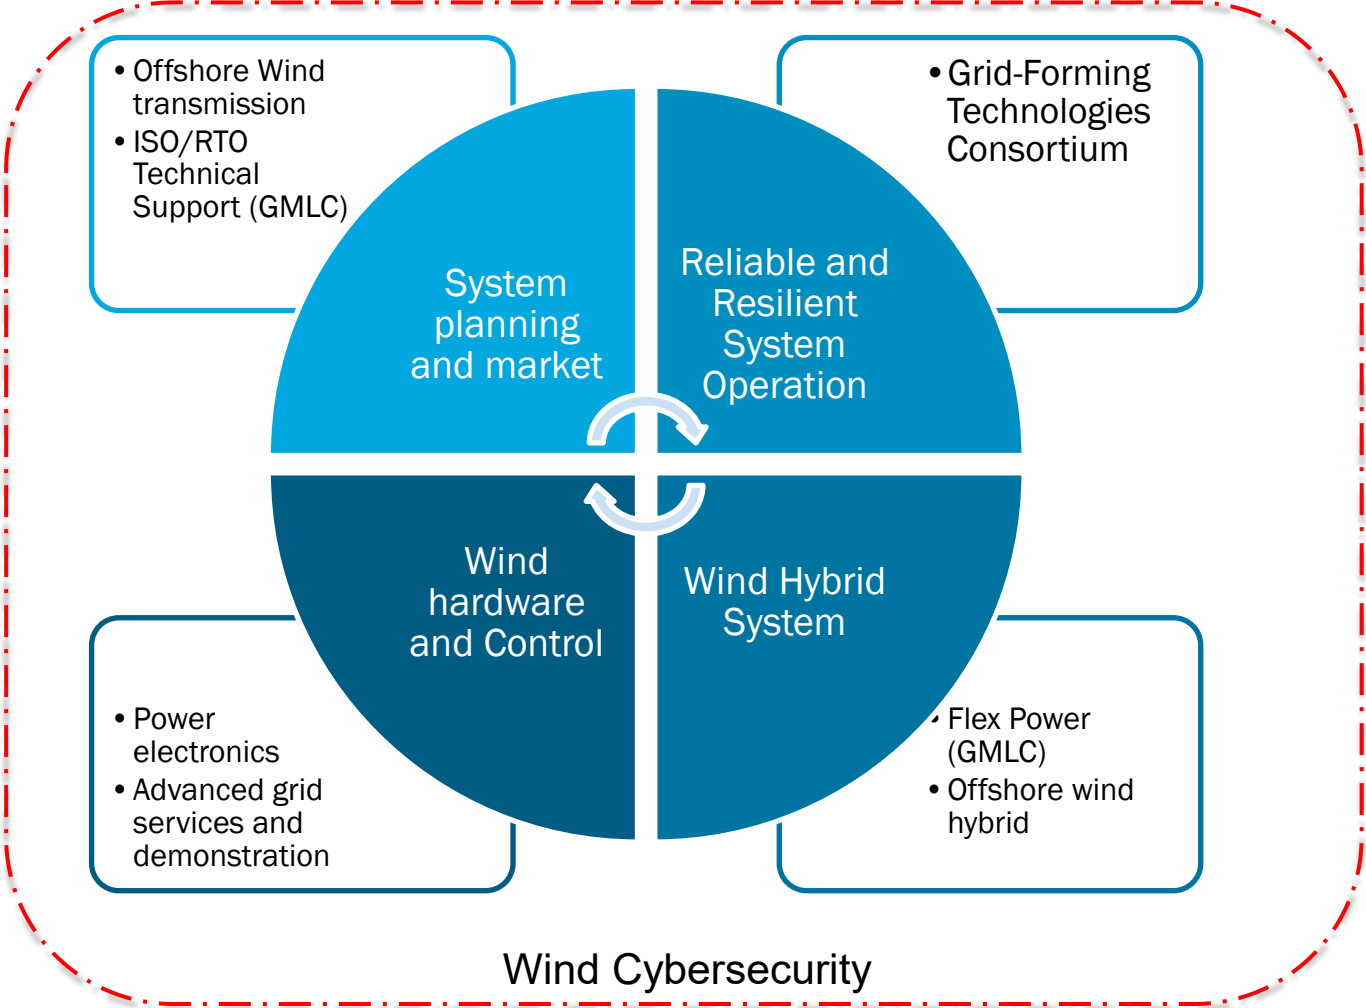 • Offshore Wind
transmission
• ISO/RTO
Technical
Support (GMLC)
• Grid-Forming
Technologies
Consortium
System
planning
and market
Reliable and
Resilient
System
Operation
Wind
hardware
and Control
Wind Hybrid
System
• Power
electronics
• Advanced grid
services and
demonstration
• Flex Power
(GMLC)
• Offshore wind
hybrid
Wind Cybersecurity